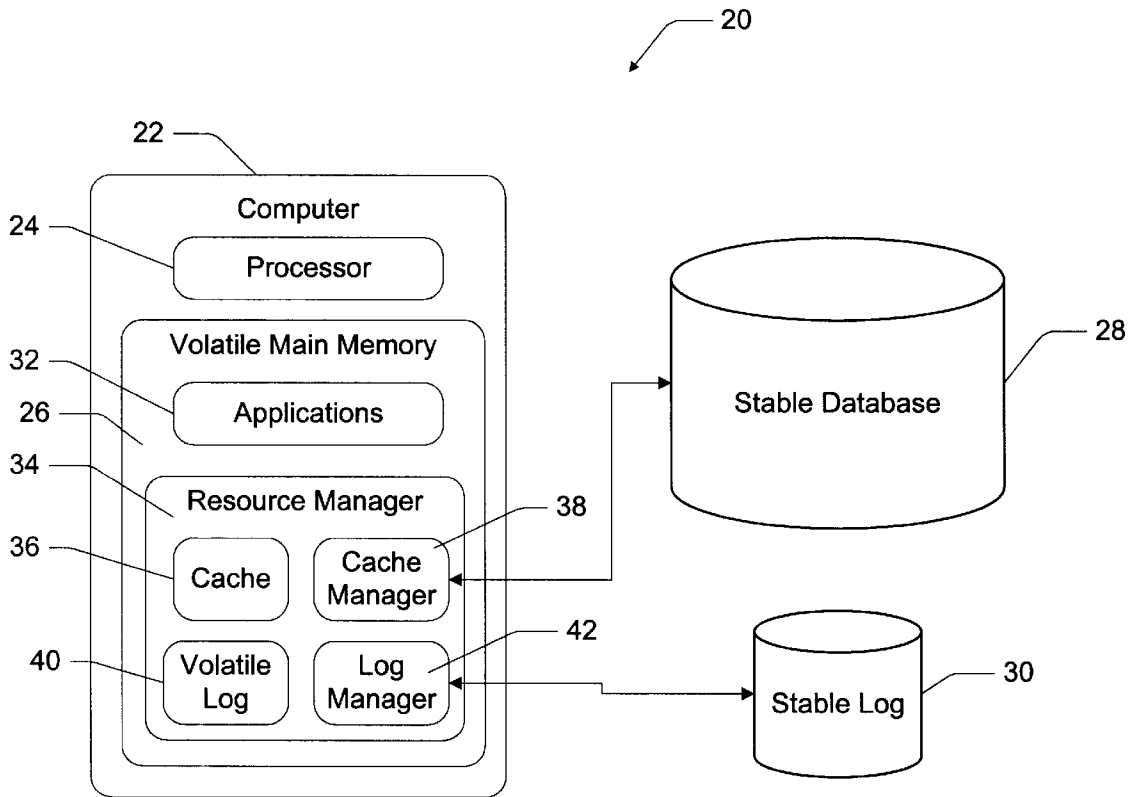 20
22
Computer
24
Processor
Volatile Main Memory
28
32
Applications
Stable Database
26
34
Resource Manager
38
36
Cache
Cache
Manager
42
40
Volatile
Log
Log
Manager
30
Stable Log